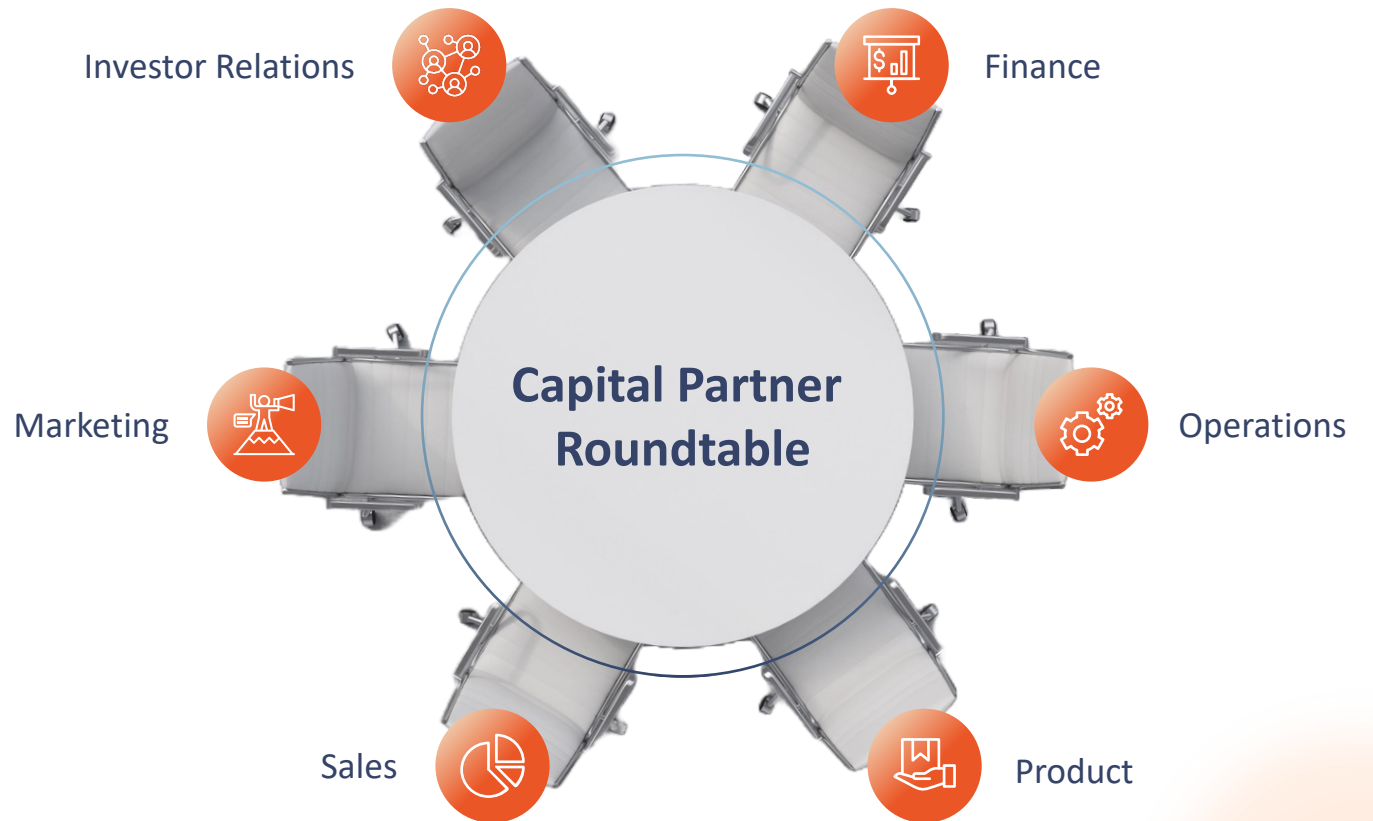 Investor Relations
Finance
Marketing
Capital Partner
Roundtable
Operations
Sales
Product
$